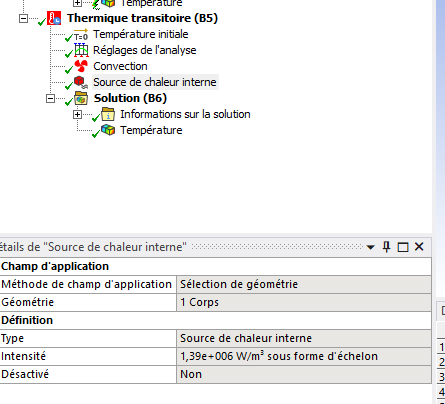 Température
Thermique transitoire (B5)
T=0 Température initiale
Réglages de l'analyse
Convection
Source de chaleur interne
Solution (B6)
Informations sur la solution
Température
étails de "Source de chaleur interne"
Champ d'application
Méthode de champ d'application Sélection de géométrie
Géométrie 1 Corps
Définition
Type Source de chaleur interne
Intensité 1,39e+006 W/m³ sous forme d'échelon
Désactivé Non
D
1
2
3
4